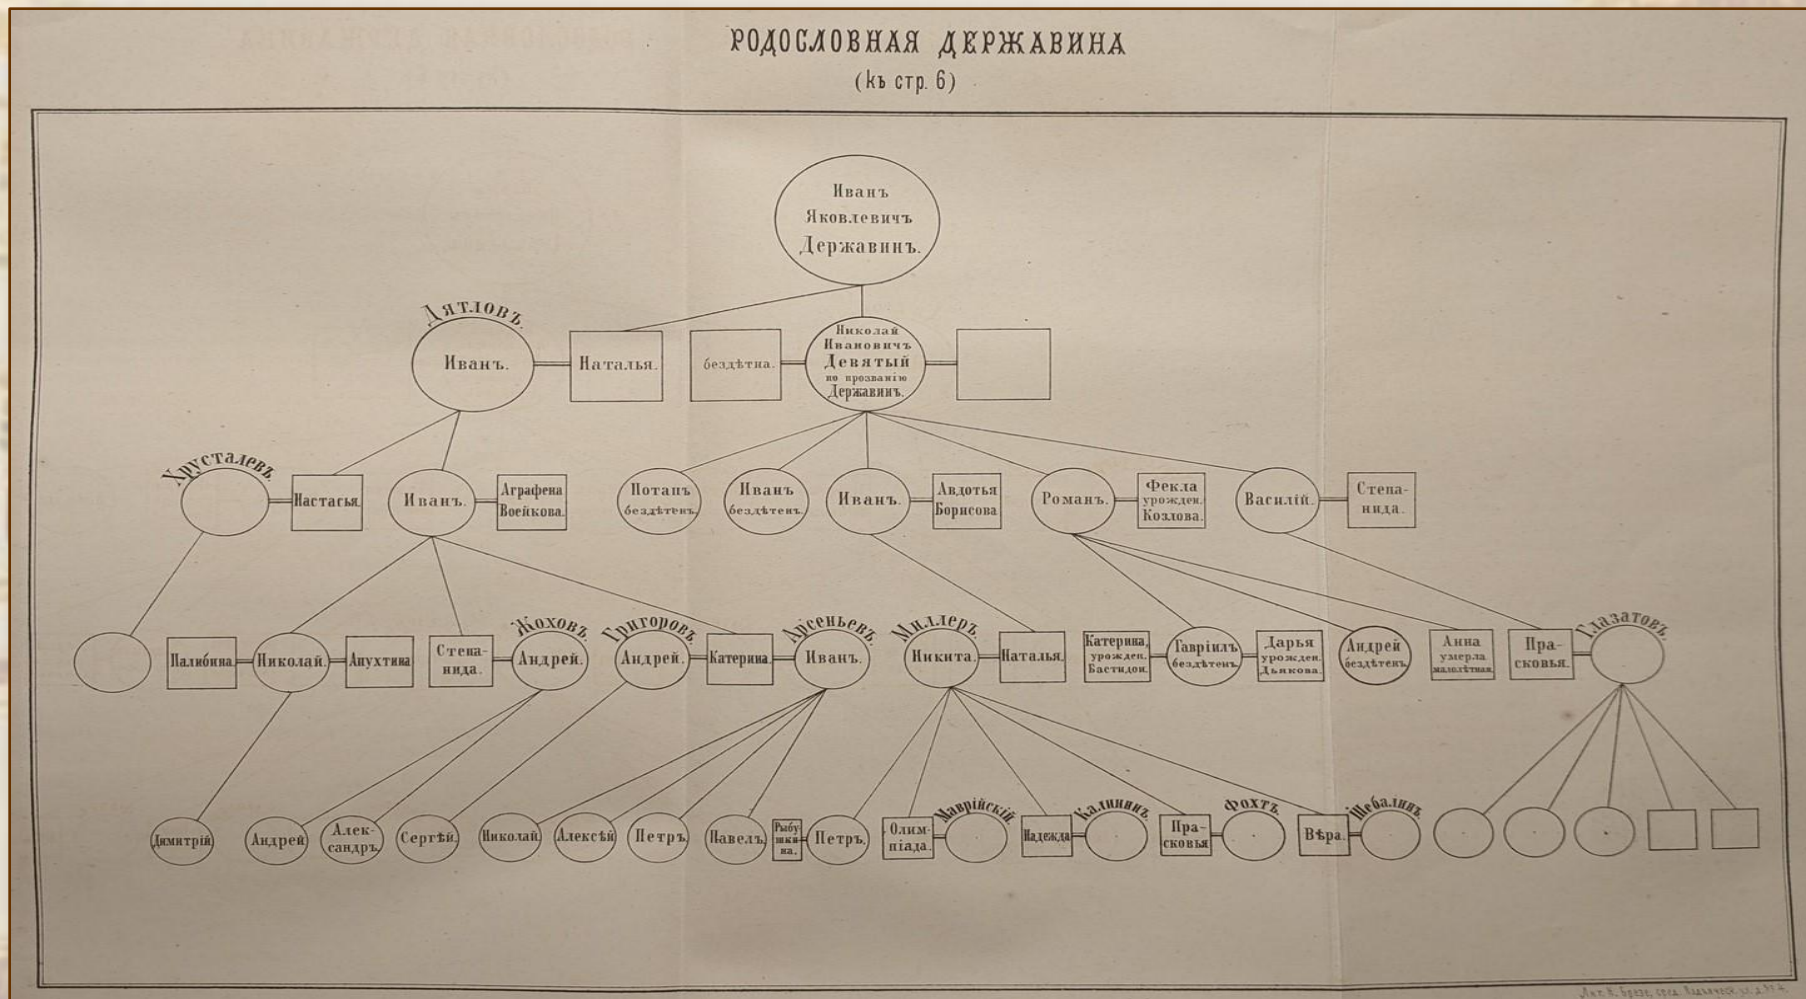 РОДОСЛОВНАЯ ДЕРЖАВИНА
(къ стр. 6)
Иванъ
Яковлевичъ
Державинъ.
Дятловъ.
Иванъ.
Наталья.
бездѣтна.
Николай
Ивановичъ
Девятый
по прозванію
Державинъ.
Хрусталевъ.
Настасья.
Иванъ.
Аграфена
Воейкова.
Потапъ
бездѣтенъ.
Иванъ
бездѣтенъ.
Иванъ.
Авдотья
Борисова
Романъ.
Фекла
урожден.
Козлова.
Василій.
Степа-
нида.
Палибина.
Николай.
Апухтина
Степа-
нида.
Жоховъ.
Андрей.
Григоровъ.
Андрей.
Катерина.
Арсеньевъ.
Иванъ.
Миллеръ.
Никита.
Наталья.
Катерина,
урожден.
Бастидон.
Гавріилъ
бездѣтенъ.
Дарья
урожден.
Дьякова.
Андрей
бездѣтенъ.
Анна
умерла
малолѣтная.
Пра-
сковья.
Глазатовъ.
Димитрій.
Андрей
Алек-
сандръ.
Сергѣй.
Николай.
Алексѣй
Петръ.
Павелъ.
Рыбу-
шки-
на.
Петръ.
Олим-
піада.
Маврійскій
Надежда
Калининъ.
Пра-
сковья
Фохтъ.
Вѣра.
Шебалинъ.